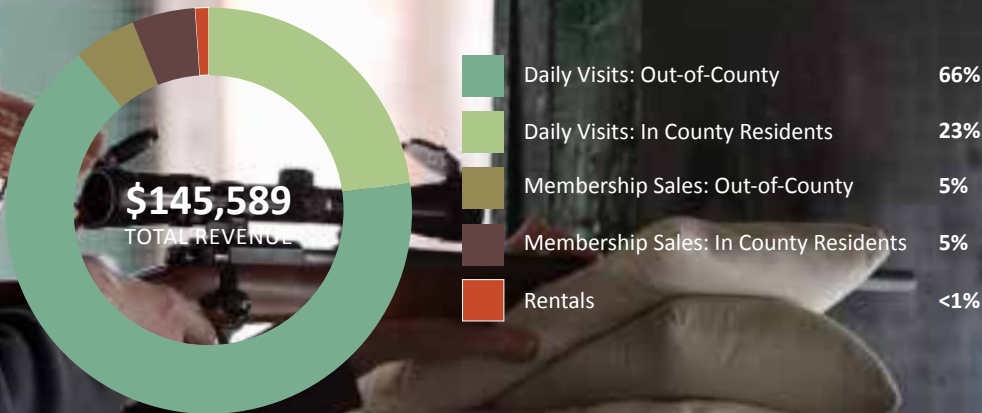 $145,589
TOTAL REVENUE
Daily Visits: Out-of-County 66%
Daily Visits: In County Residents 23%
Membership Sales: Out-of-County 5%
Membership Sales: In County Residents 5%
Rentals <1%